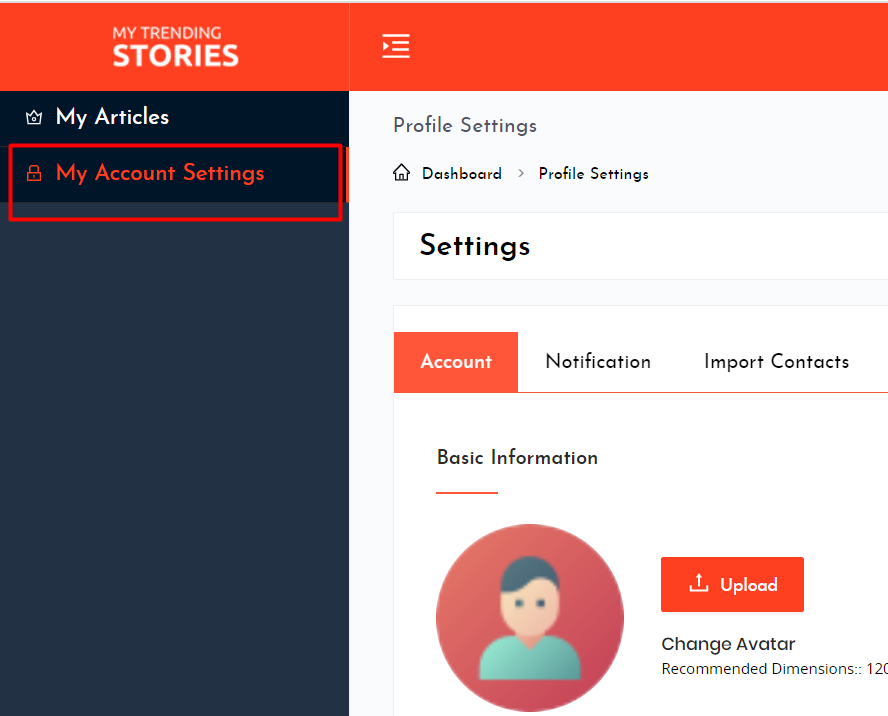 MY TRENDING
STORIES
My Articles
My Account Settings
Profile Settings
Dashboard > Profile Settings
Settings
Account Notification Import Contacts
Basic Information
Upload
Change Avatar
Recommended Dimensions::